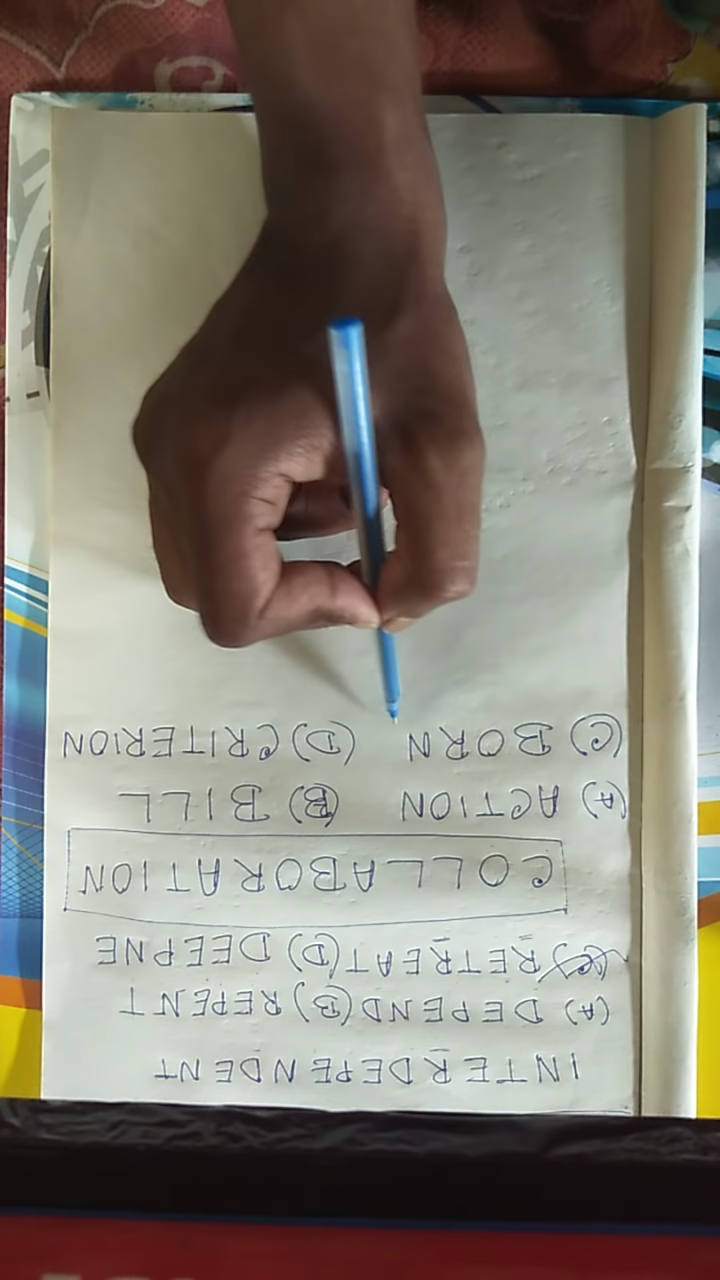 INTERDEPENDENT
(A) DEPEND (B) REPENT
(C) RETREAT (D) DEEPNE
COLLABORATION
(A) ACTION (B) BILL
(C) BORN (D) CRITERION